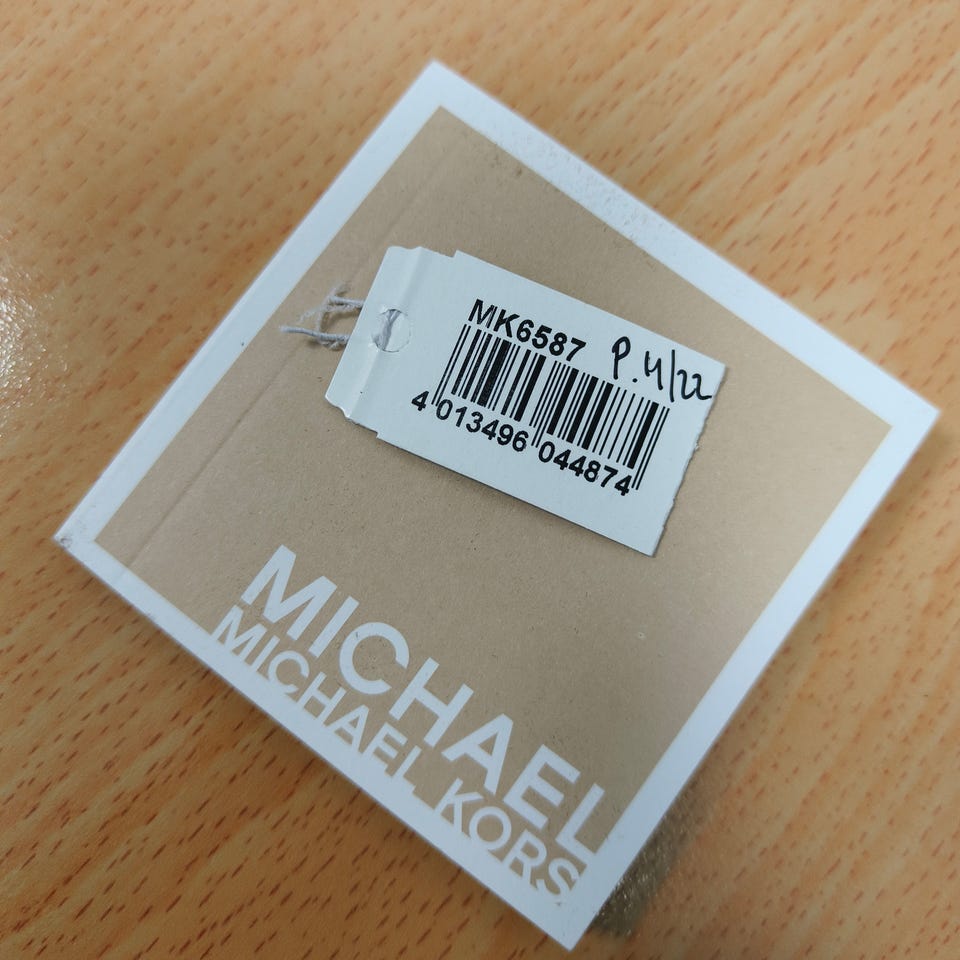 MK6587
P.4/22
4 013496 044874
MICHAEL
MICHAEL KORS